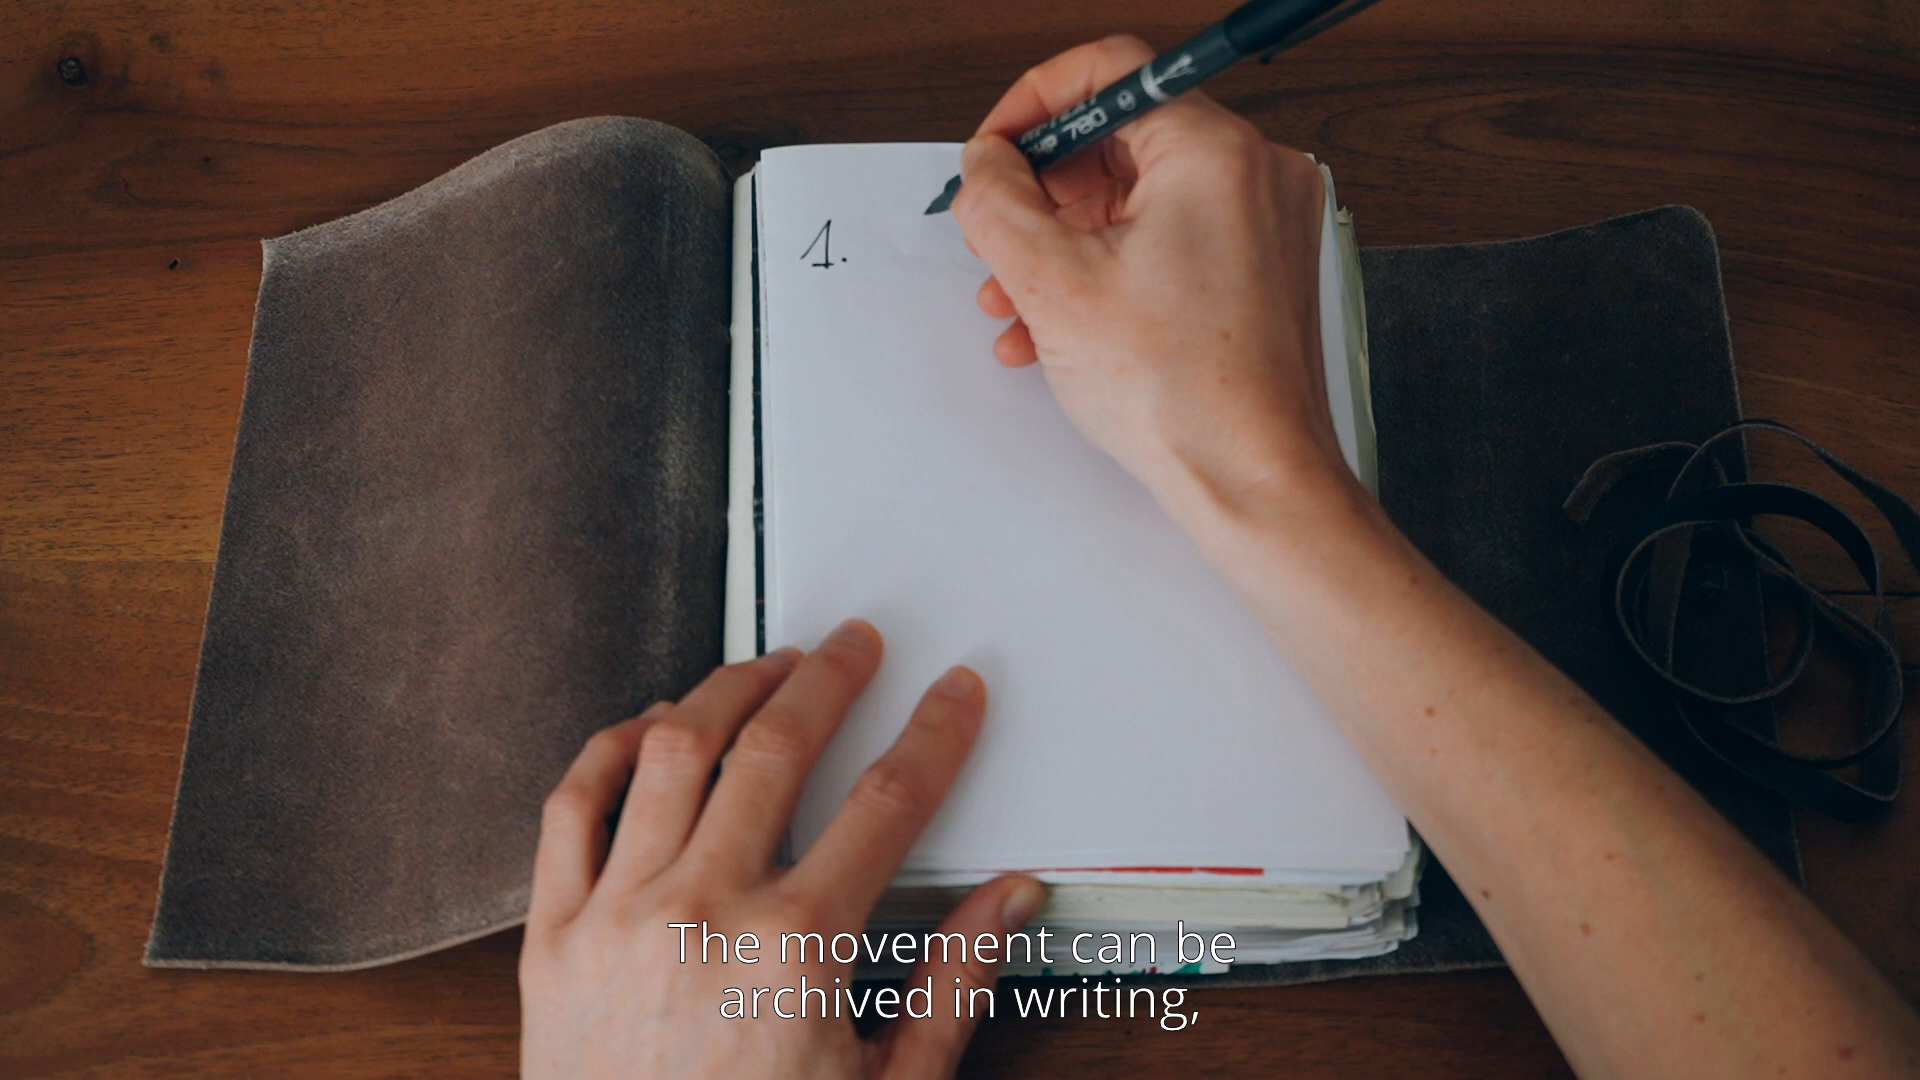 1.
The movement can be
archived in writing,